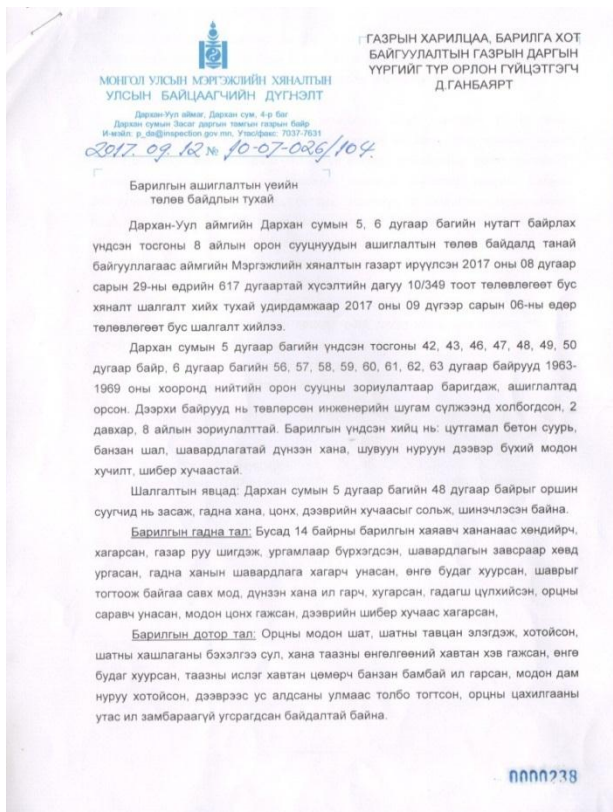 МОНГОЛ УЛСЫН МЭРГЭЖЛИЙН ХЯНАЛТЫН
УЛСЫН БАЙЦААГЧИЙН ДҮГНЭЛТ
Дархан-Уул аймаг, Дархан сум, 4-р баг
Дархан сумын Засаг даргын тамгын газрын байр
И-мэйл: p_da@inspection.gov.mn, Утас/факс: 7037-7631
2017.09.12 № 10-07-026/104.
ГАЗРЫН ХАРИЛЦАА, БАРИЛГА ХОТ
БАЙГУУЛАЛТЫН ГАЗРЫН ДАРГЫН
ҮҮРГИЙГ ТҮР ОРЛОН ГҮЙЦЭТГЭГЧ
Д.ГАНБАЯРТ
Барилгын ашиглалтын үеийн
төлөв байдлын тухай
Дархан-Уул аймгийн Дархан сумын 5, 6 дугаар багийн нутагт байрлах
үндсэн тосгоны 8 айлын орон сууцнуудын ашиглалтын төлөв байдалд танай
байгууллагаас аймгийн Мэргэжлийн хяналтын газарт ирүүлсэн 2017 оны 08 дугаар
сарын 29-ны өдрийн 617 дугаартай хүсэлтийн дагуу 10/349 тоот төлөвлөгөөт бус
хяналт шалгалт хийх тухай удирдамжаар 2017 оны 09 дүгээр сарын 06-ны өдөр
төлөвлөгөөт бус шалгалт хийлээ.
Дархан сумын 5 дугаар багийн үндсэн тосгоны 42, 43, 46, 47, 48, 49, 50
дугаар байр, 6 дугаар багийн 56, 57, 58, 59, 60, 61, 62, 63 дугаар байрууд 1963-
1969 оны хооронд нийтийн орон сууцны зориулалтаар баригдаж, ашиглалтад
орсон. Дээрхи байрууд нь төвлөрсөн инженерийн шугам сүлжээнд холбогдсон, 2
давхар, 8 айлын зориулалттай. Барилгын үндсэн хийц нь: цутгамал бетон суурь,
банзан шал, шавардлагатай дүнзэн хана, шувуун нуруун дээвэр бүхий модон
хучилт, шибер хучаастай.
Шалгалтын явцад: Дархан сумын 5 дугаар багийн 48 дугаар байрыг оршин
суугчид нь засаж, гадна хана, цонх, дээврийн хучаасыг сольж, шинэчлэсэн байна.
Барилгын гадна тал: Бусад 14 байрны барилгын хаяавч хананаас хөндийрч,
хагарсан, газар руу шигдэж, ургамлаар бүрхэгдсэн, шавардлагын завсраар хөвд
ургасан, гадна ханын шавардлага хагарч унасан, өнгө будаг хуурсан, шаврыг
тогтоож байгаа савх мод, дүнзэн хана ил гарч, хугарсан, гадагш цүлхийсэн, орцны
саравч унасан, модон цонх гажсан, дээврийн шибер хучаас хагарсан,
Барилгын дотор тал: Орцны модон шат, шатны тавцан элэгдэж, хотойсон,
шатны хашлаганы бэхэлгээ сул, хана таазны өнгөлгөөний хавтан хэв гажсан, өнгө
будаг хуурсан, таазны ислэг хавтан цөмөрч банзан бамбай ил гарсан, модон дам
нуруу хотойсон, дээврээс ус алдсаны улмаас толбо тогтсон, орцны цахилгааны
утас ил замбараагүй угсрагдсан байдалтай байна.
0000238